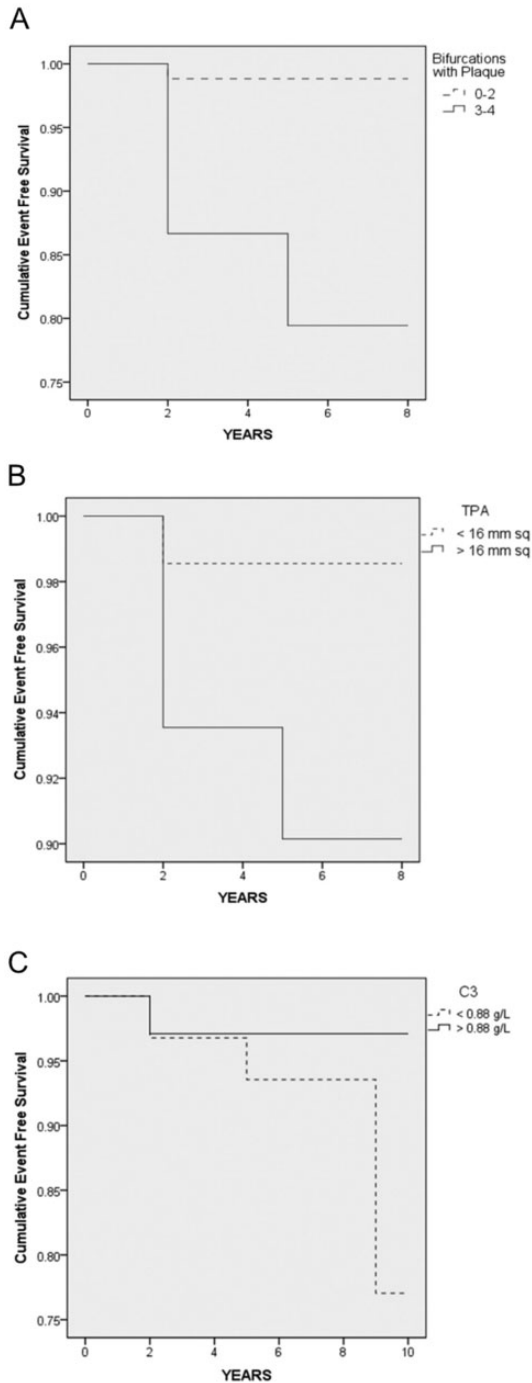 A
1.00
0.95
0.90
0.85
0.80
0.75
Cumulative Event Free Survival
0 2 4 6 8
YEARS
Bifurcations
with Plaque
0-2
3-4
B
1.00
0.98
0.96
0.94
0.92
0.90
Cumulative Event Free Survival
0 2 4 6 8
YEARS
TPA
< 16 mm sq
> 16 mm sq
C
1.00
0.95
0.90
0.85
0.80
0.75
Cumulative Event Free Survival
0 2 4 6 8 10
YEARS
C3
< 0.88 g/L
> 0.88 g/L